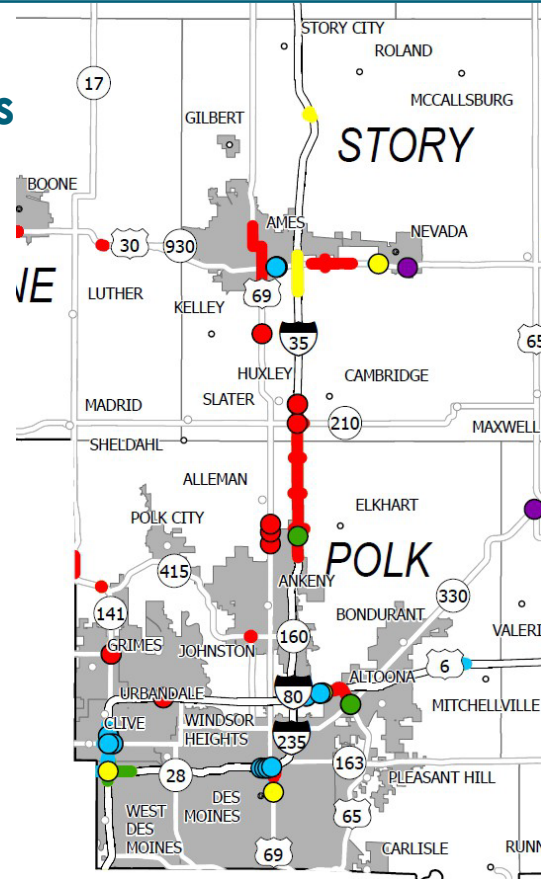 STORY CITY
ROLAND
17
MCCALLSBURG
s
GILBERT
STORY
BOONE
AMES
NEVADA
30
930
NE
LUTHER
69
KELLEY
35
65
HUXLEY
CAMBRIDGE
SLATER
MADRID
210
MAXWELL
SHELDAHL
ALLEMAN
ELKHART
POLK CITY
POLK
415
ANKENY
330
141
BONDURANT
160
VALERI
GRIMES
JOHNSTON
6
ALTOONA
80
URBANDALE
MITCHELLVILLE
CLIVE
WINDSOR
HEIGHTS
235
163
28
PLEASANT HILL
DES
MOINES
WEST
DES
MOINES
65
69
CARLISLE
RUNN